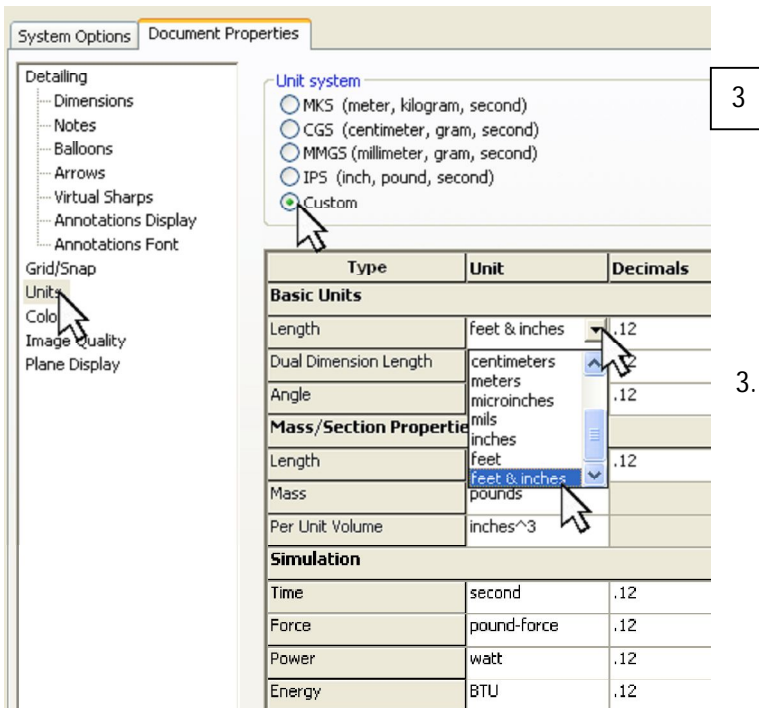 System Options Document Properties
Detailing
Dimensions
Notes
Balloons
Arrows
Virtual Sharps
Annotations Display
Annotations Font
Grid/Snap
Units
Image Quality
Plane Display
Unit system
MKS (meter, kilogram, second)
CGS (centimeter, gram, second)
MMGS (millimeter, gram, second)
IPS (inch, pound, second)
Custom
3
Type Unit Decimals
Basic Units
Length feet & inches .12
Dual Dimension Length
Angle .12
centimeters
meters
microinches
mils
inches
feet
feet & inches
3.
Mass/Section
Length .12
Mass pounds
Per Unit Volume inches^3
Simulation
Time second .12
Force pound-force .12
Power watt .12
Energy BTU .12